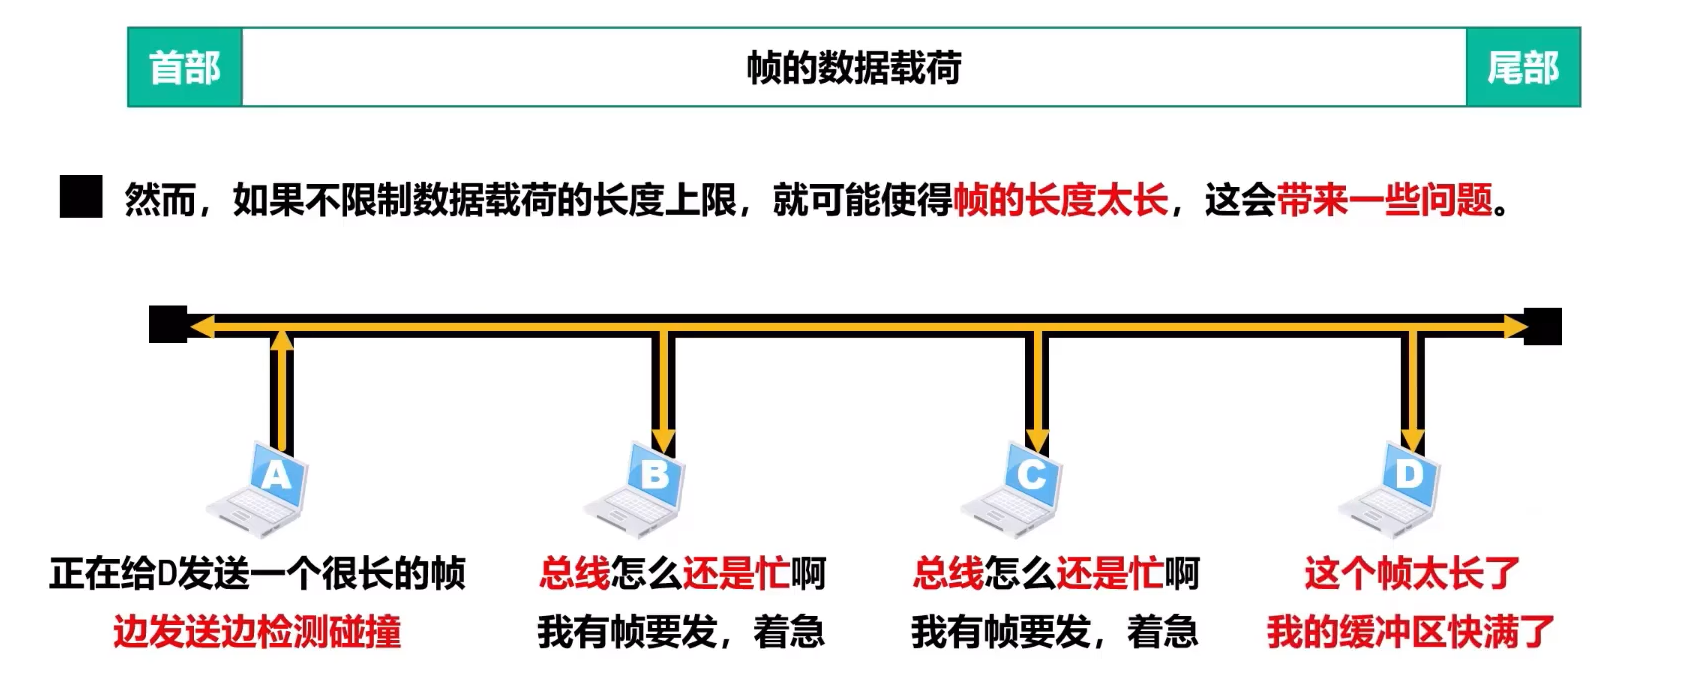 首部 帧的数据载荷 尾部
然而，如果不限制数据载荷的长度上限，就可能使得帧的长度太长，这会带来一些问题。
A B C D
正在给D发送一个很长的帧 总线怎么还是忙啊 总线怎么还是忙啊 这个帧太长了
边发送边检测碰撞 我有帧要发，着急 我有帧要发，着急 我的缓冲区快满了